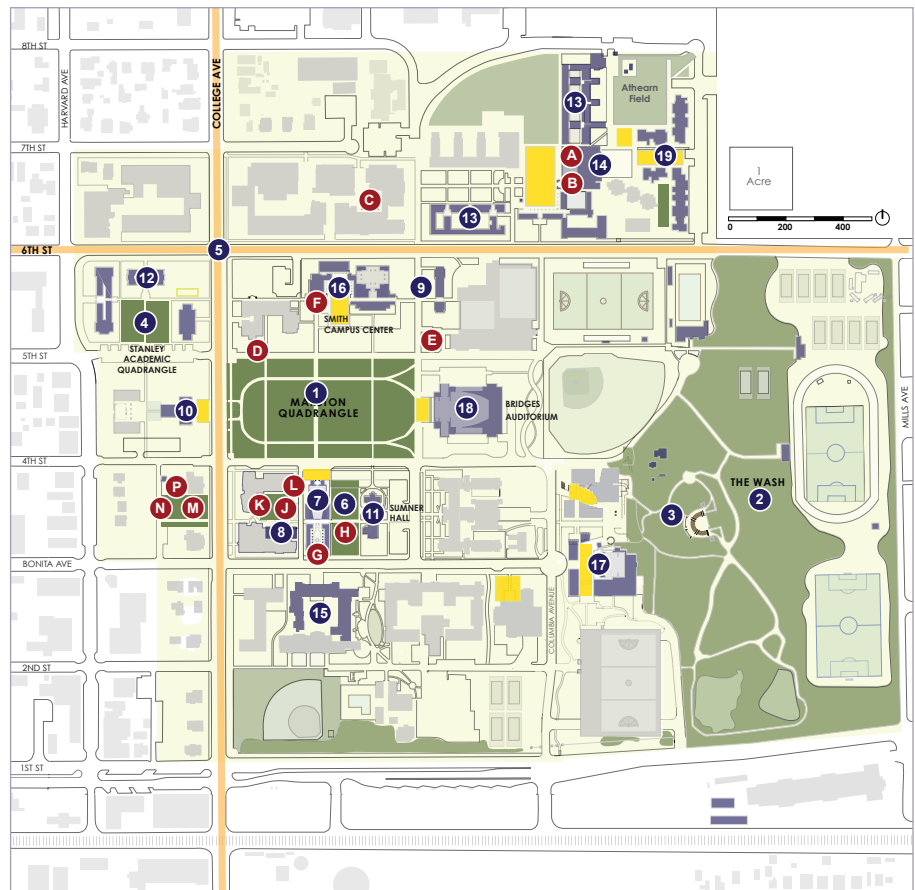 8TH ST
HARVARD AVE
COLLEGE AVE
13
Athearn
Field
7TH ST
A
14
19
B
1
Acre
C
13
0
200
400
5
6TH ST
12
16
9
F
4
SMITH
CAMPUS CENTER
E
STANLEY
ACADEMIC
QUADRANGLE
D
5TH ST
1
MARSTON
QUADRANGLE
10
18
BRIDGES
AUDITORIUM
MILLS AVE
4TH ST
P
L
THE WASH
2
N
M
K
J
7
6
11
SUMNER
HALL
3
8
H
G
BONITA AVE
17
COLUMBIA AVENUE
15
2ND ST
1ST ST